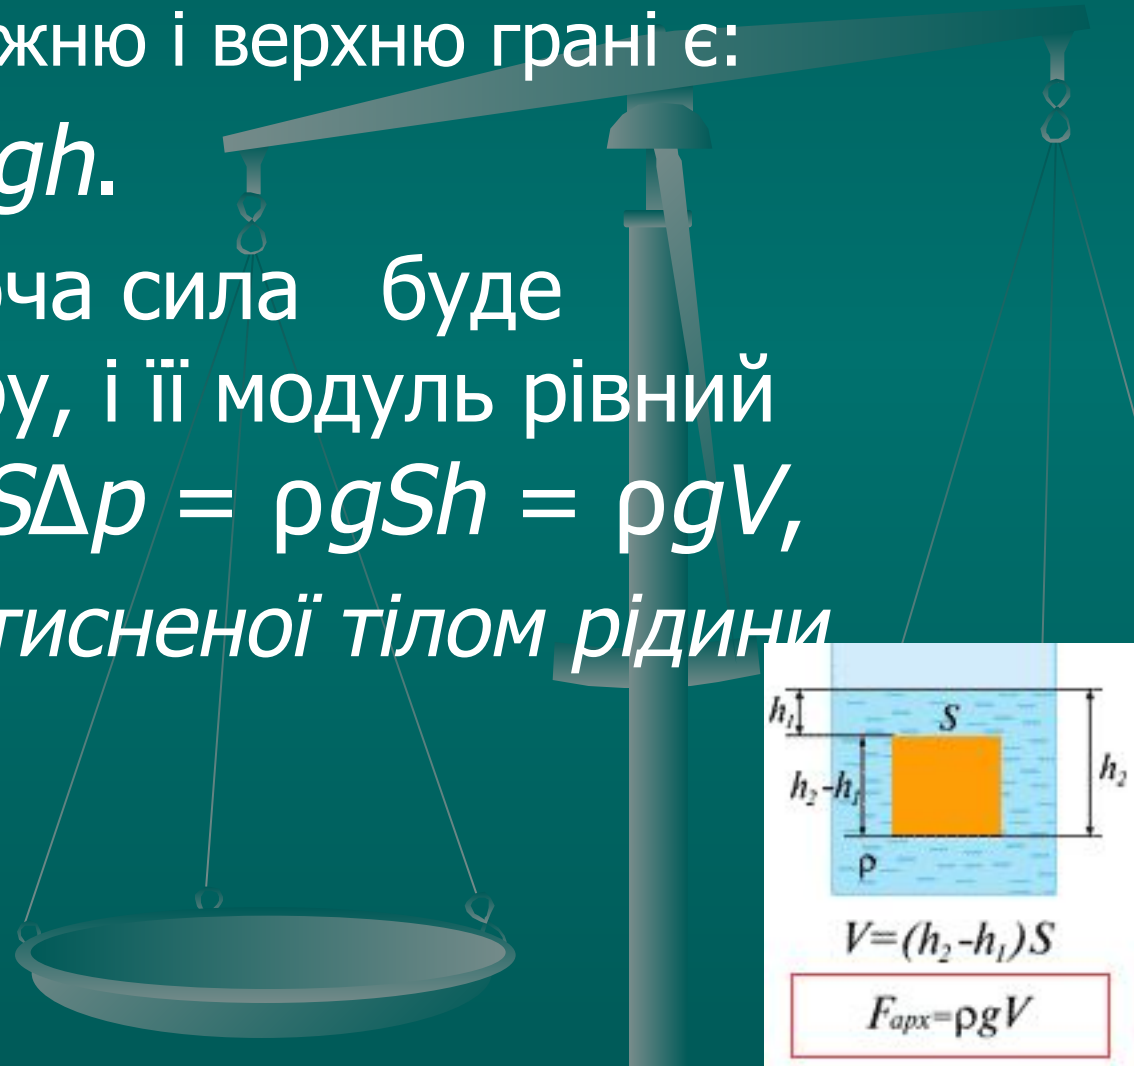 жню і верхню грані є:
gh.
ча сила буде
ру, і її модуль рівний
SΔp = ρgSh = ρgV,
тисненої тілом рідини
h₁
S
h₂
h₂-h₁
ρ
V=(h₂-h₁)S
Fарх=ρgV